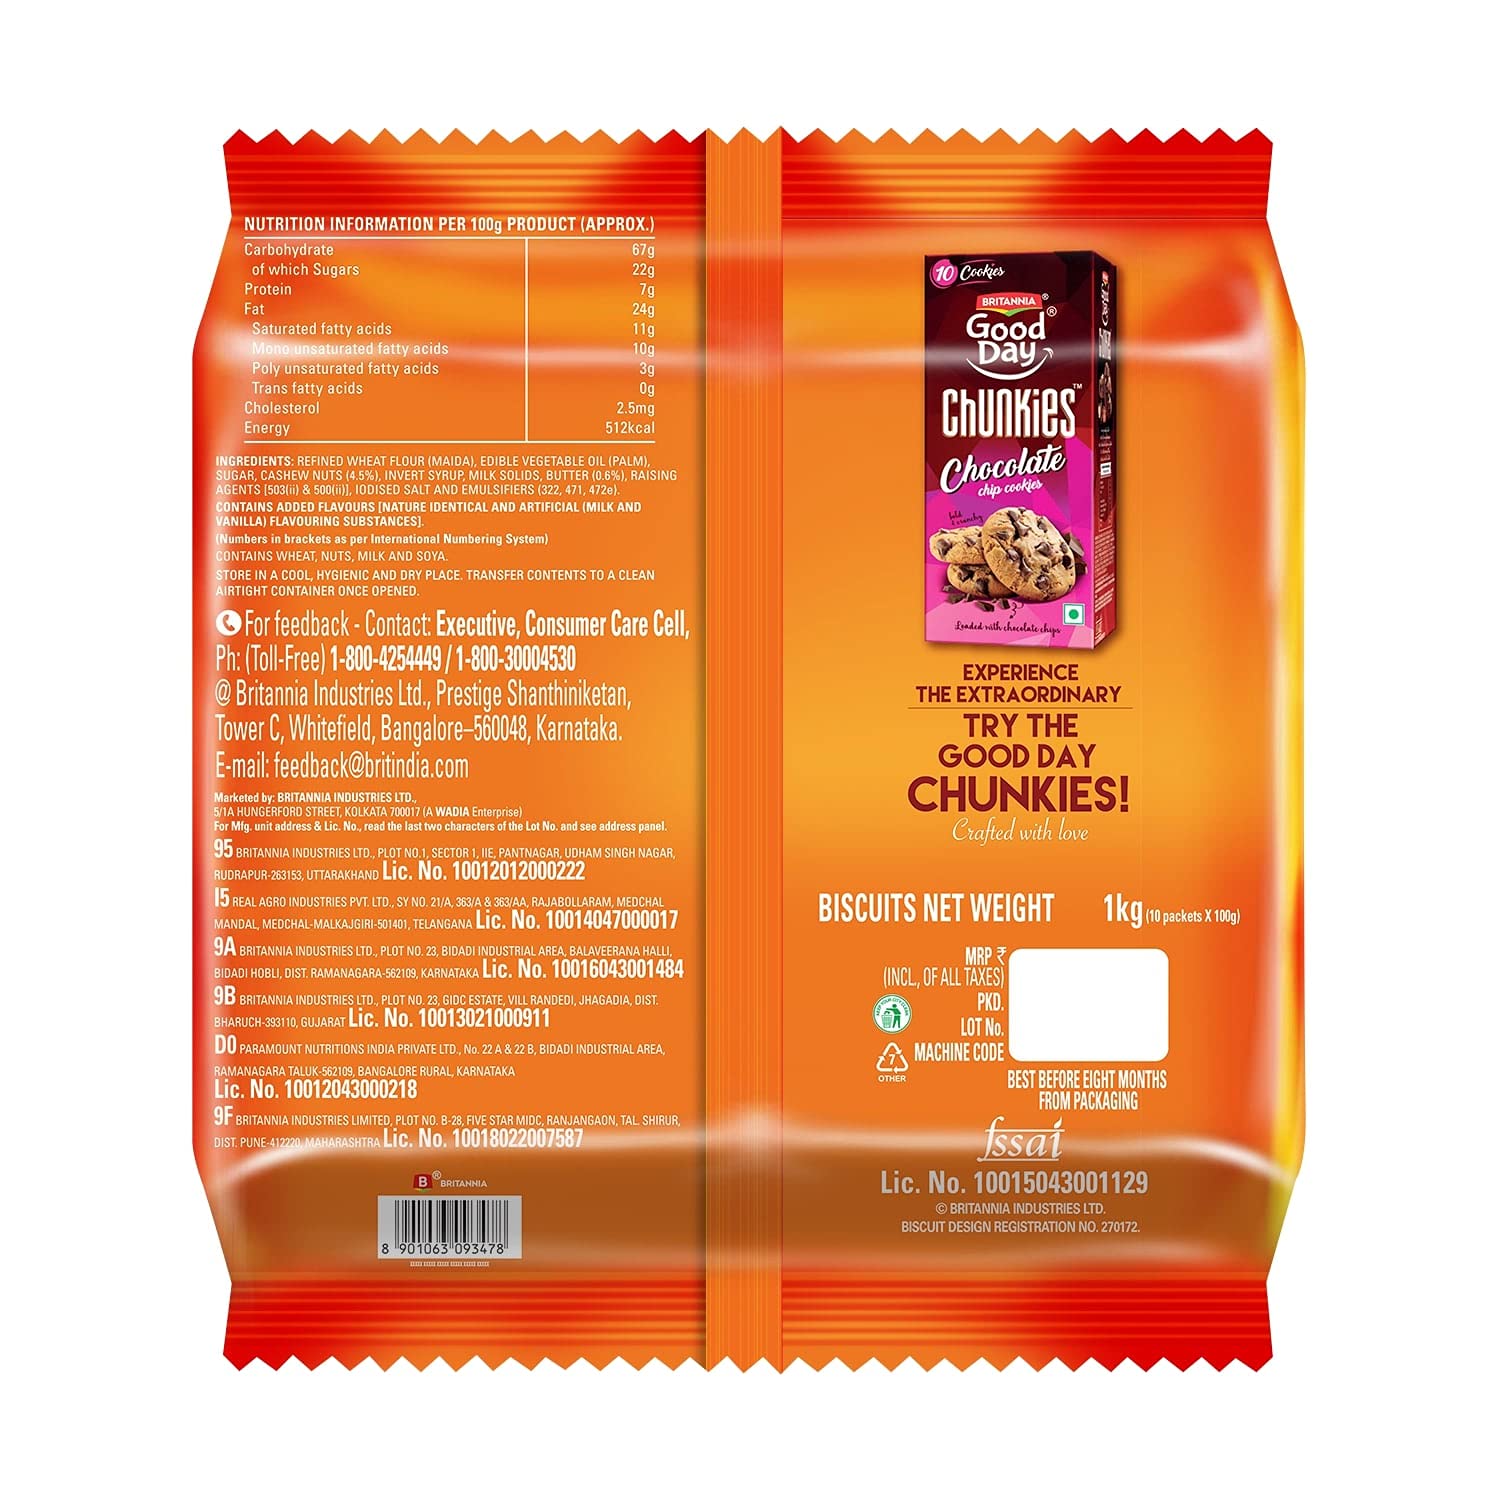 NUTRITION INFORMATION PER 100g PRODUCT (APPROX.)
Carbohydrate 67g
of which Sugars 22g
Protein 7g
Fat 24g
Saturated fatty acids 11g
Mono unsaturated fatty acids 10g
Poly unsaturated fatty acids 3g
Trans fatty acids 0g
Cholesterol 2.5mg
Energy 512kcal
INGREDIENTS: REFINED WHEAT FLOUR (MAIDA), EDIBLE VEGETABLE OIL (PALM),
SUGAR, CASHEW NUTS (4.5%), INVERT SYRUP, MILK SOLIDS, BUTTER (0.6%), RAISING
AGENTS [503(ii) & 500(ii)], IODISED SALT AND EMULSIFIERS (322, 471, 472e).
CONTAINS ADDED FLAVOURS [NATURE IDENTICAL AND ARTIFICIAL (MILK AND
VANILLA) FLAVOURING SUBSTANCES].
(Numbers in brackets as per International Numbering System)
CONTAINS WHEAT, NUTS, MILK AND SOYA.
STORE IN A COOL, HYGIENIC AND DRY PLACE. TRANSFER CONTENTS TO A CLEAN
AIRTIGHT CONTAINER ONCE OPENED.
For feedback - Contact: Executive, Consumer Care Cell,
Ph: (Toll-Free) 1-800-4254449 / 1-800-30004530
@ Britannia Industries Ltd., Prestige Shanthiniketan,
Tower C, Whitefield, Bangalore–560048, Karnataka.
E-mail: feedback@britindia.com
Marketed by: BRITANNIA INDUSTRIES LTD.,
5/1A HUNGERFORD STREET, KOLKATA 700017 (A WADIA Enterprise)
For Mfg. unit address & Lic. No., read the last two characters of the Lot No. and see address panel.
95 BRITANNIA INDUSTRIES LTD., PLOT NO.1, SECTOR 1, IIE, PANTNAGAR, UDHAM SINGH NAGAR,
RUDRAPUR-263153, UTTARAKHAND Lic. No. 10012012000222
I5 REAL AGRO INDUSTRIES PVT. LTD., SY NO. 21/A, 363/A & 363/AA, RAJABOLLARAM, MEDCHAL
MANDAL, MEDCHAL-MALKAJGIRI-501401, TELANGANA Lic. No. 10014047000017
9A BRITANNIA INDUSTRIES LTD., PLOT NO. 23, BIDADI INDUSTRIAL AREA, BALAVEERANA HALLI,
BIDADI HOBLI, DIST. RAMANAGARA-562109, KARNATAKA Lic. No. 10016043001484
9B BRITANNIA INDUSTRIES LTD., PLOT NO. 23, GIDC ESTATE, VILL RANDEDI, JHAGADIA, DIST.
BHARUCH-393110, GUJARAT Lic. No. 10013021000911
D0 PARAMOUNT NUTRITIONS INDIA PRIVATE LTD., No. 22 A & 22 B, BIDADI INDUSTRIAL AREA,
RAMANAGARA TALUK-562109, BANGALORE RURAL, KARNATAKA
Lic. No. 10012043000218
9F BRITANNIA INDUSTRIES LIMITED, PLOT NO. B-28, FIVE STAR MIDC, RANJANGAON, TAL. SHIRUR,
DIST. PUNE-412220, MAHARASHTRA Lic. No. 10018022007587
B ® BRITANNIA
8 901063 093478
10 Cookies
BRITANNIA ®
Good ®
Day
Chunkies ™
Chocolate
chip cookies
Loaded with chocolate chips
EXPERIENCE
THE EXTRAORDINARY
TRY THE
GOOD DAY
CHUNKIES!
Crafted with love
BISCUITS NET WEIGHT 1kg (10 packets X 100g)
MRP ₹
(INCL., OF ALL TAXES)
PKD.
LOT No.
MACHINE CODE
KEEP YOUR CITY CLEAN
7
OTHER
BEST BEFORE EIGHT MONTHS
FROM PACKAGING
fssai
Lic. No. 10015043001129
© BRITANNIA INDUSTRIES LTD.
BISCUIT DESIGN REGISTRATION NO. 270172.